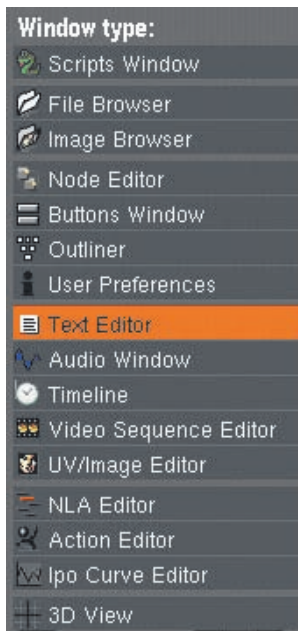 Window type:
Scripts Window
File Browser
Image Browser
Node Editor
Buttons Window
Outliner
User Preferences
Text Editor
Audio Window
Timeline
Video Sequence Editor
UV/Image Editor
NLA Editor
Action Editor
Ipo Curve Editor
3D View